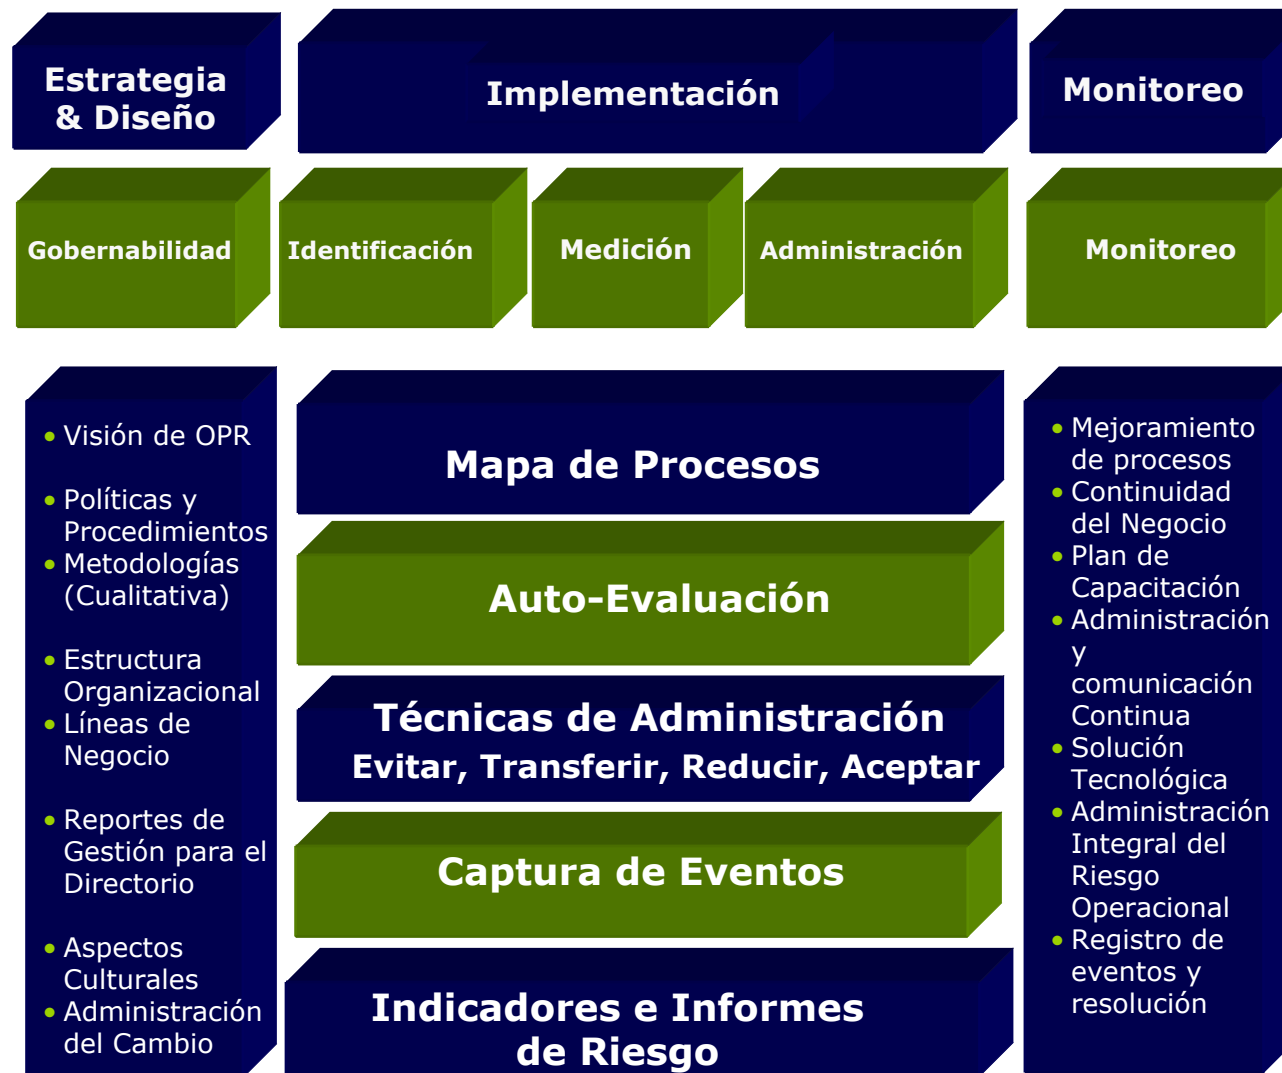 Estrategia
& Diseño
Implementación
Monitoreo
Gobernabilidad
Identificación
Medición
Administración
Monitoreo
• Visión de OPR
• Políticas y
Procedimientos
• Metodologías
(Cualitativa)
• Estructura
Organizacional
• Líneas de
Negocio
• Reportes de
Gestión para el
Directorio
• Aspectos
Culturales
• Administración
del Cambio
Mapa de Procesos
Auto-Evaluación
Técnicas de Administración
Evitar, Transferir, Reducir, Aceptar
Captura de Eventos
Indicadores e Informes
de Riesgo
• Mejoramiento
de procesos
• Continuidad
del Negocio
• Plan de
Capacitación
• Administración
y
comunicación
Continua
• Solución
Tecnológica
• Administración
Integral del
Riesgo
Operacional
• Registro de
eventos y
resolución